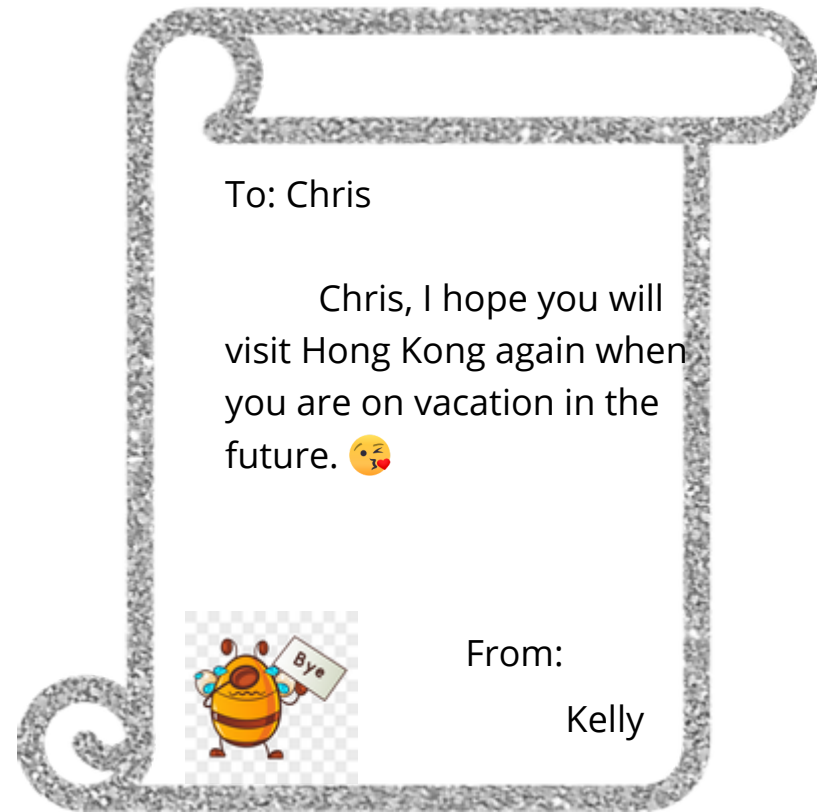 To: Chris
Chris, I hope you will
visit Hong Kong again when
you are on vacation in the
future. 😘
Bye
From:
Kelly